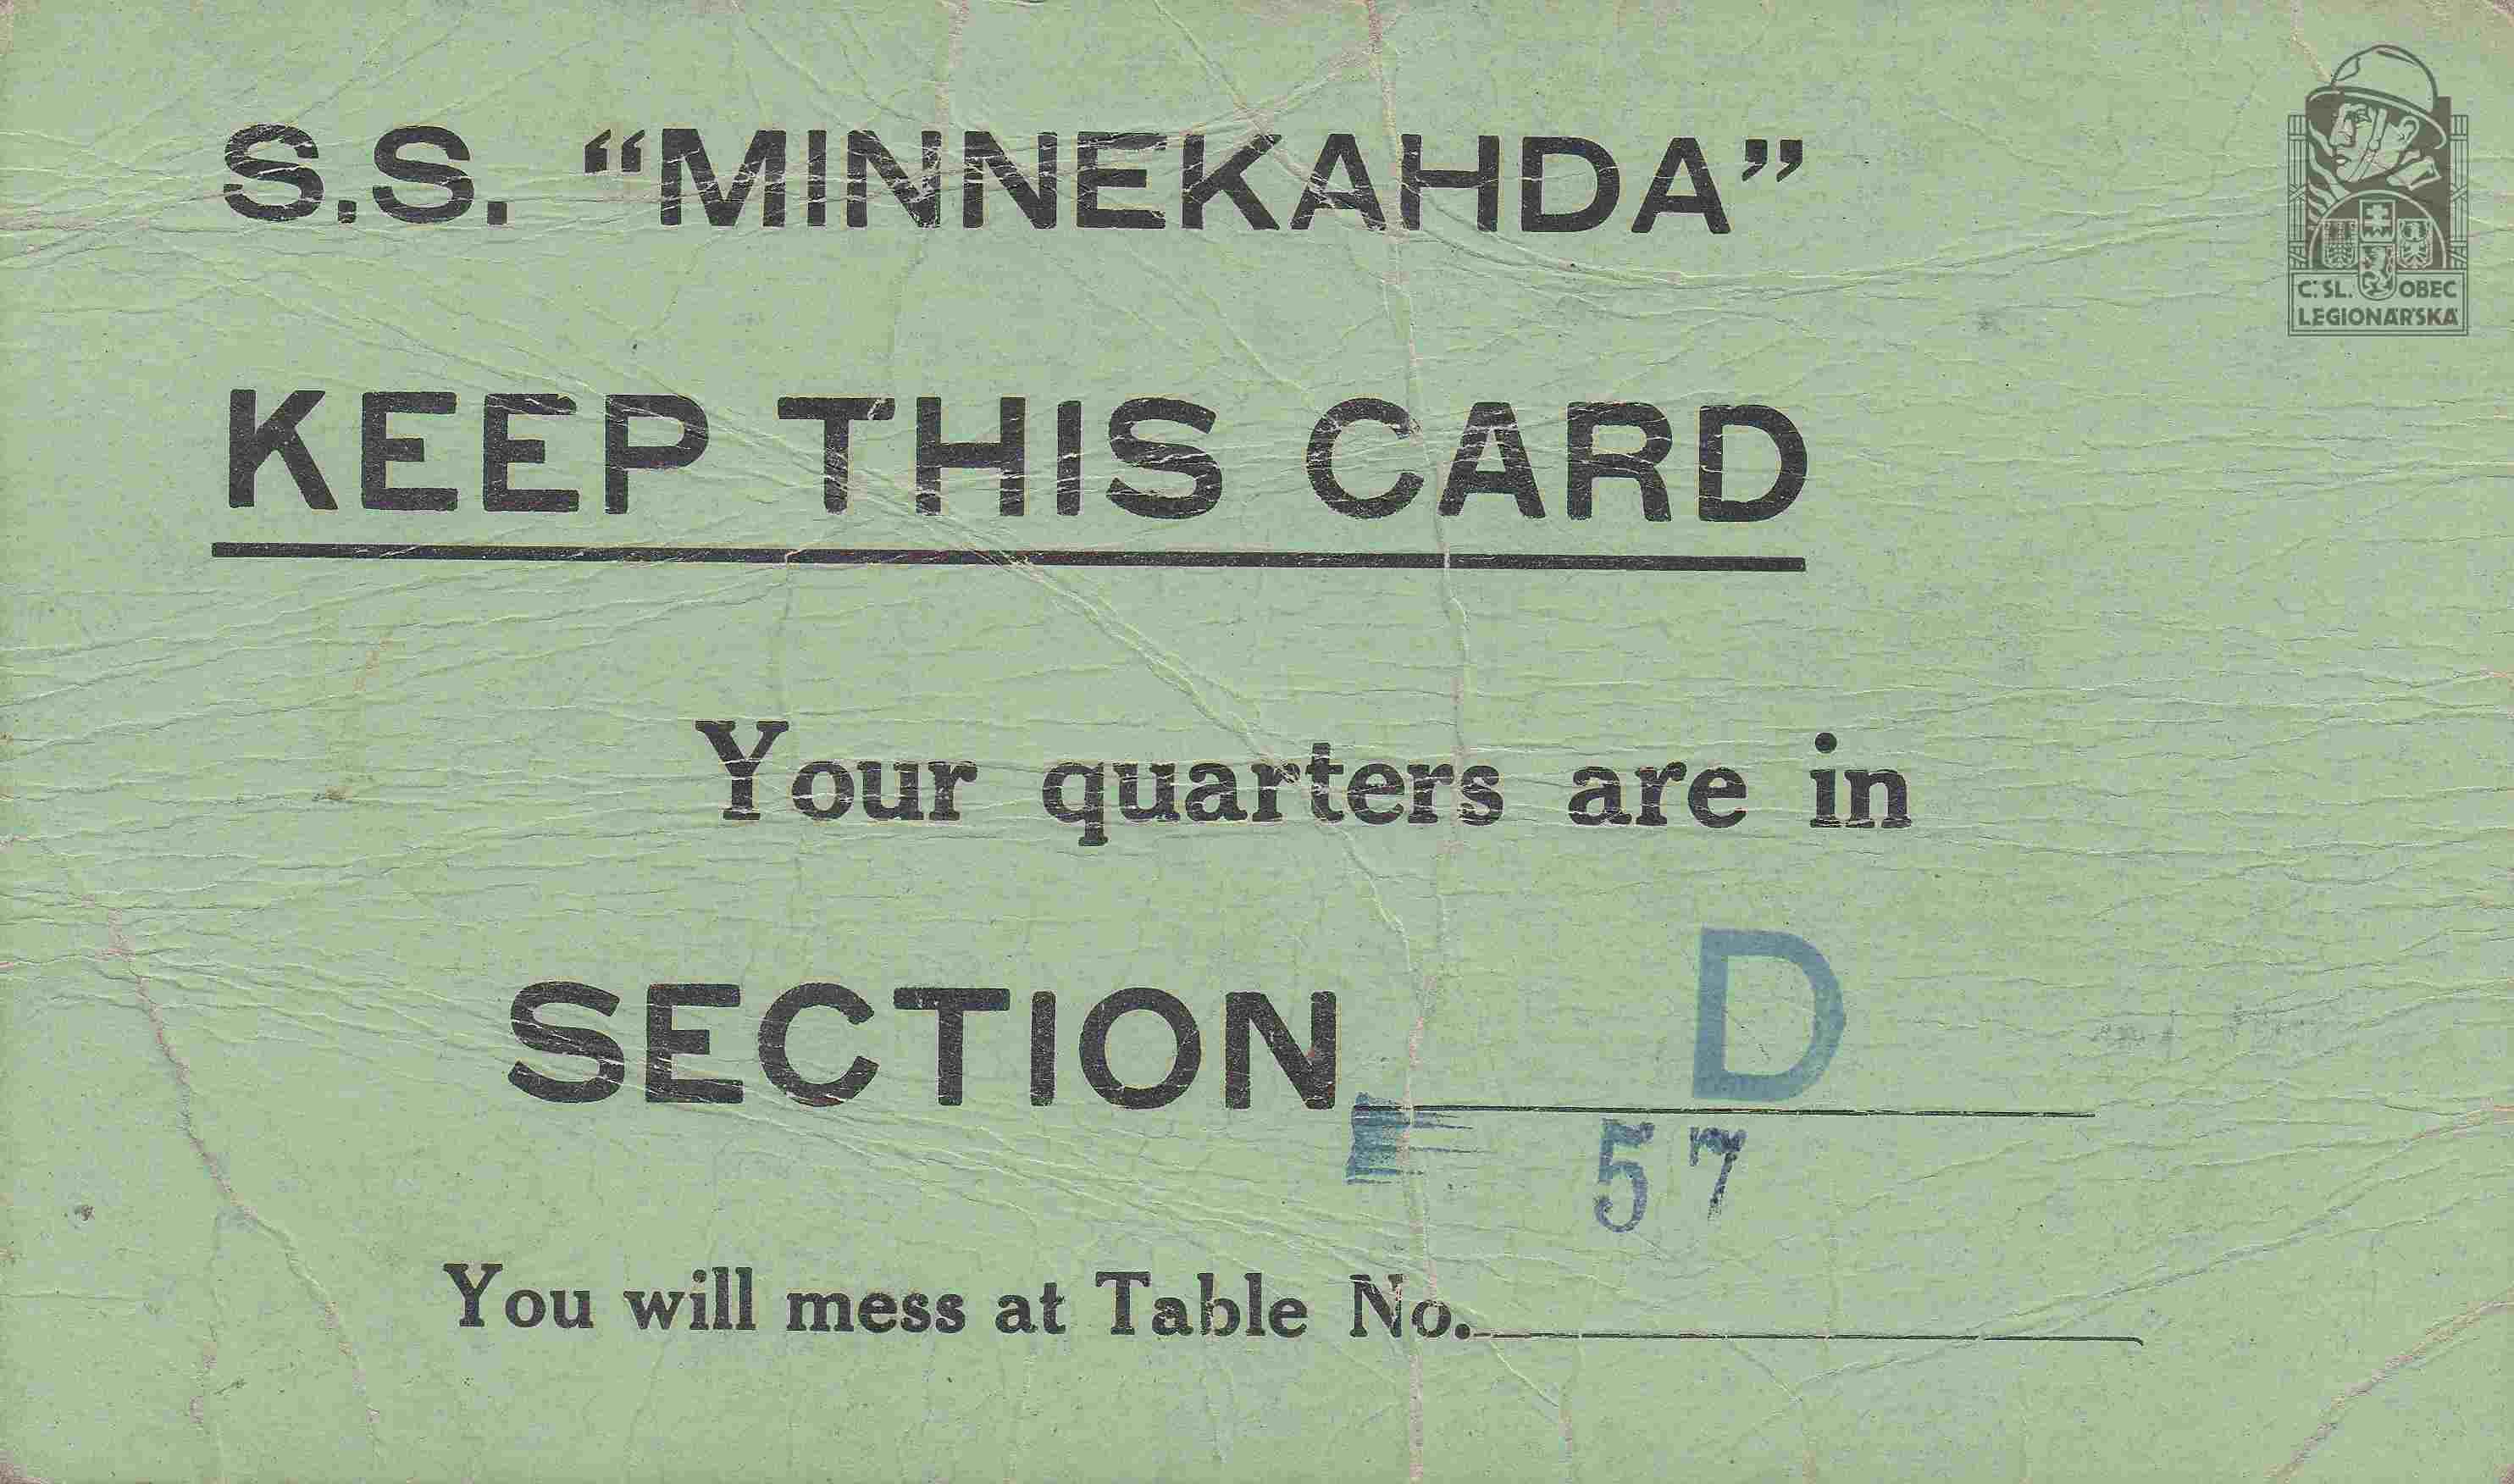 S.S. “MINNEKAHDA”
KEEP THIS CARD
Your quarters are in
SECTION D
57
You will mess at Table No.
Č.SL. OBEC
LEGIONÁŘSKÁ